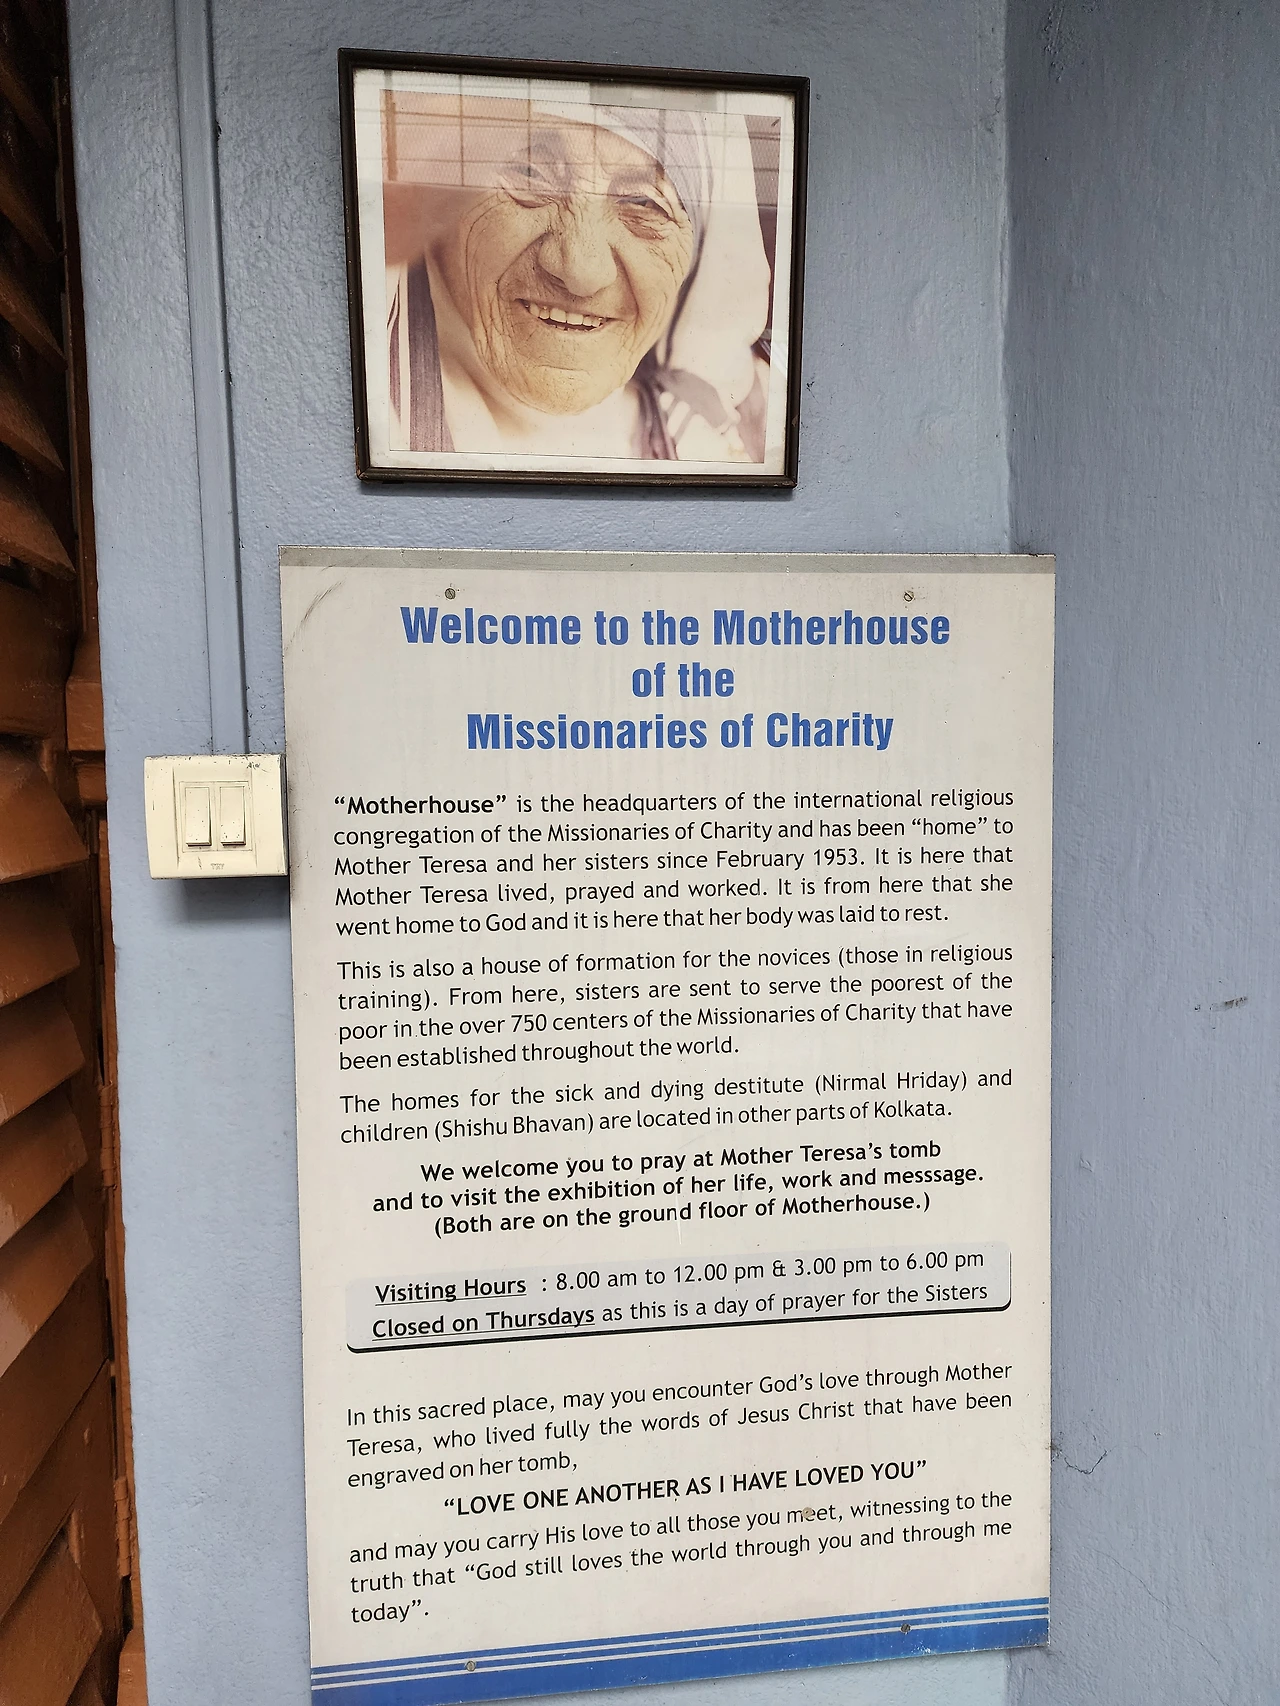 Welcome to the Motherhouse
of the
Missionaries of Charity
“Motherhouse” is the headquarters of the international religious
congregation of the Missionaries of Charity and has been “home” to
Mother Teresa and her sisters since February 1953. It is here that
Mother Teresa lived, prayed and worked. It is from here that she
went home to God and it is here that her body was laid to rest.
This is also a house of formation for the novices (those in religious
training). From here, sisters are sent to serve the poorest of the
poor in the over 750 centers of the Missionaries of Charity that have
been established throughout the world.
The homes for the sick and dying destitute (Nirmal Hriday) and
children (Shishu Bhavan) are located in other parts of Kolkata.
We welcome you to pray at Mother Teresa’s tomb
and to visit the exhibition of her life, work and messsage.
(Both are on the ground floor of Motherhouse.)
Visiting Hours : 8.00 am to 12.00 pm & 3.00 pm to 6.00 pm
Closed on Thursdays as this is a day of prayer for the Sisters
In this sacred place, may you encounter God’s love through Mother
Teresa, who lived fully the words of Jesus Christ that have been
engraved on her tomb,
“LOVE ONE ANOTHER AS I HAVE LOVED YOU”
and may you carry His love to all those you meet, witnessing to the
truth that “God still loves the world through you and through me
today”.